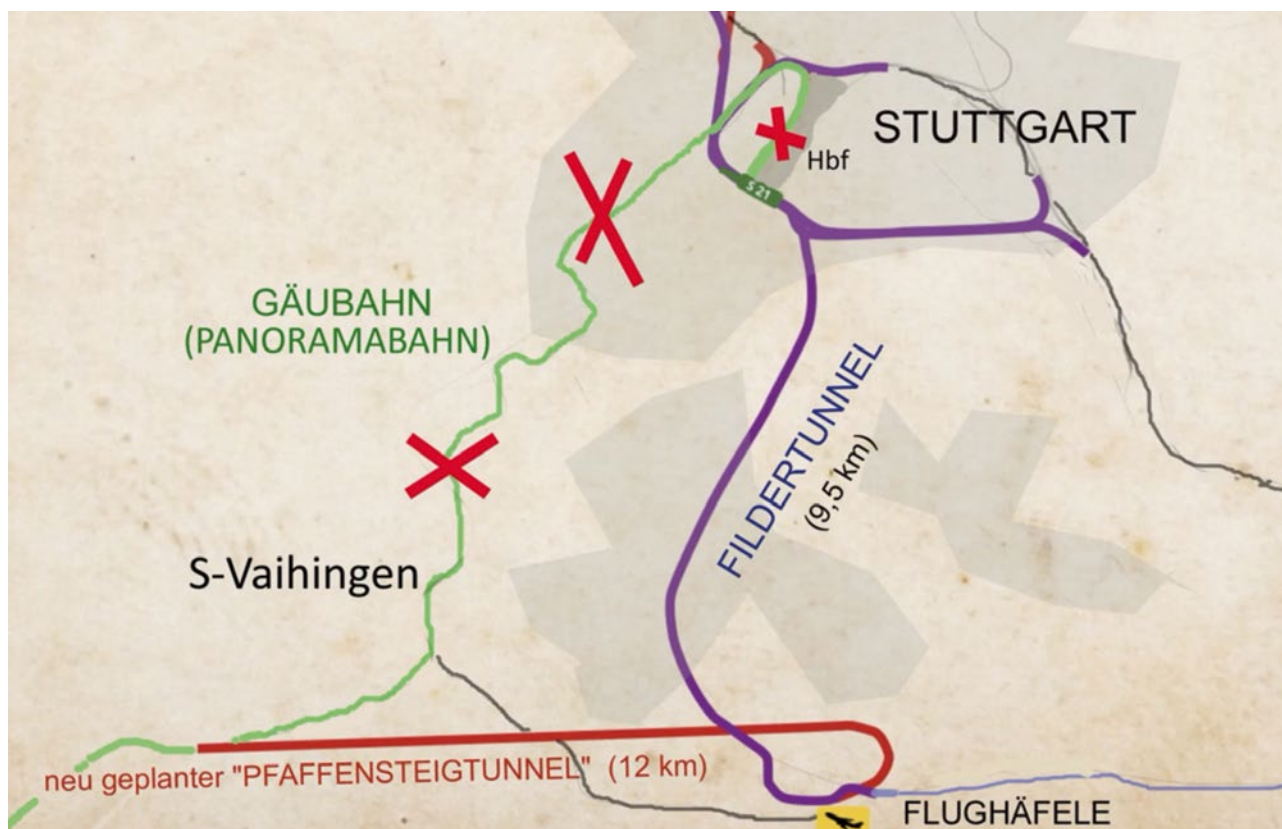 STUTTGART
Hbf
S 21
GÄUBAHN
(PANORAMABAHN)
FILDERTUNNEL
(9,5 km)
S-Vaihingen
neu geplanter "PFAFFENSTEIGTUNNEL" (12 km)
FLUGHÄFELE